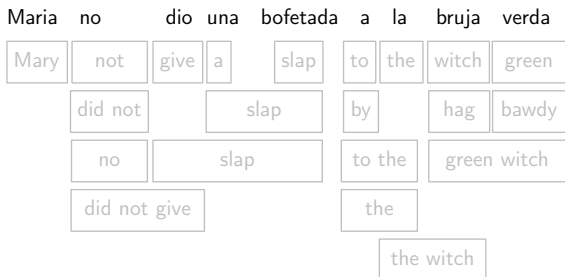 Maria no dio una bofetada a la bruja verda
Mary not give a slap to the witch green
did not slap by hag bawdy
no slap to the green witch
did not give the
the witch